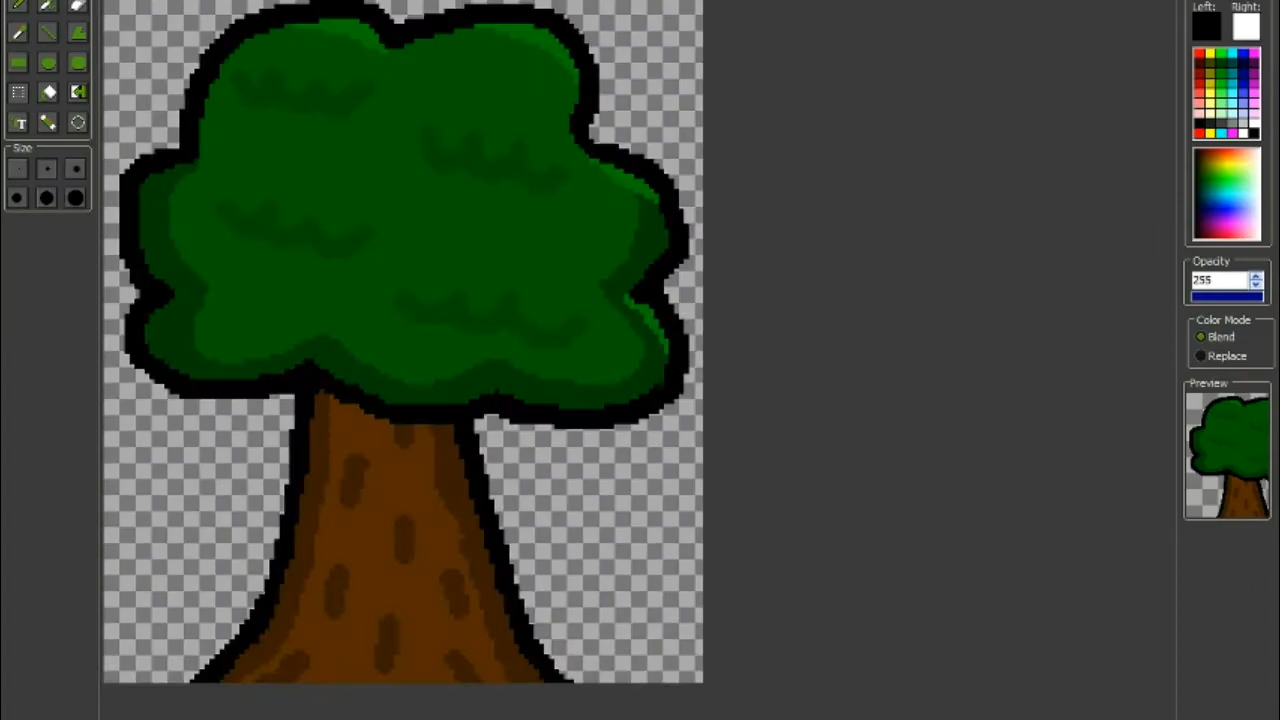 Left: Right:
T
Size
Opacity
255
Color Mode
Blend
Replace
Preview